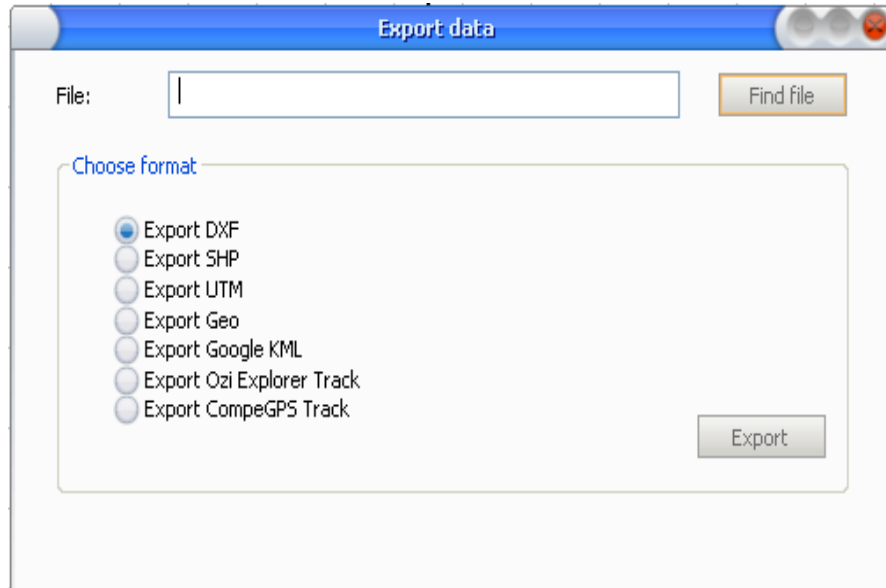 Export data
File:
Find file
Choose format
Export DXF
Export SHP
Export UTM
Export Geo
Export Google KML
Export Ozi Explorer Track
Export CompeGPS Track
Export